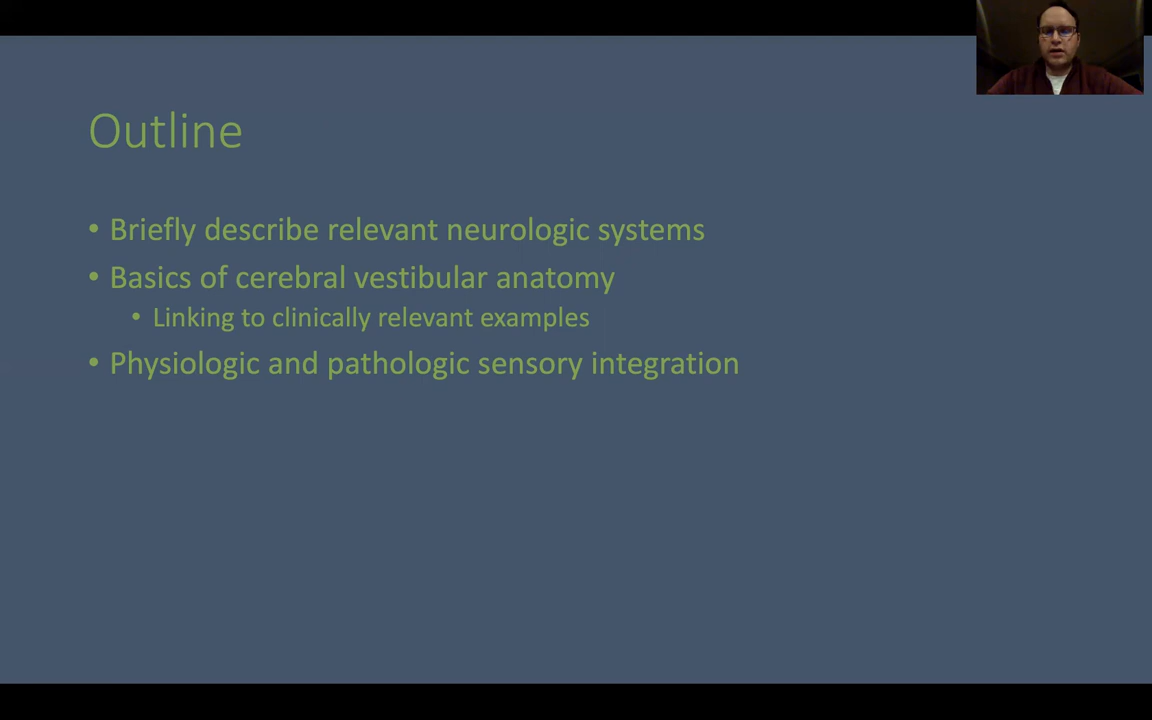 Outline
• Briefly describe relevant neurologic systems
• Basics of cerebral vestibular anatomy
• Linking to clinically relevant examples
• Physiologic and pathologic sensory integration